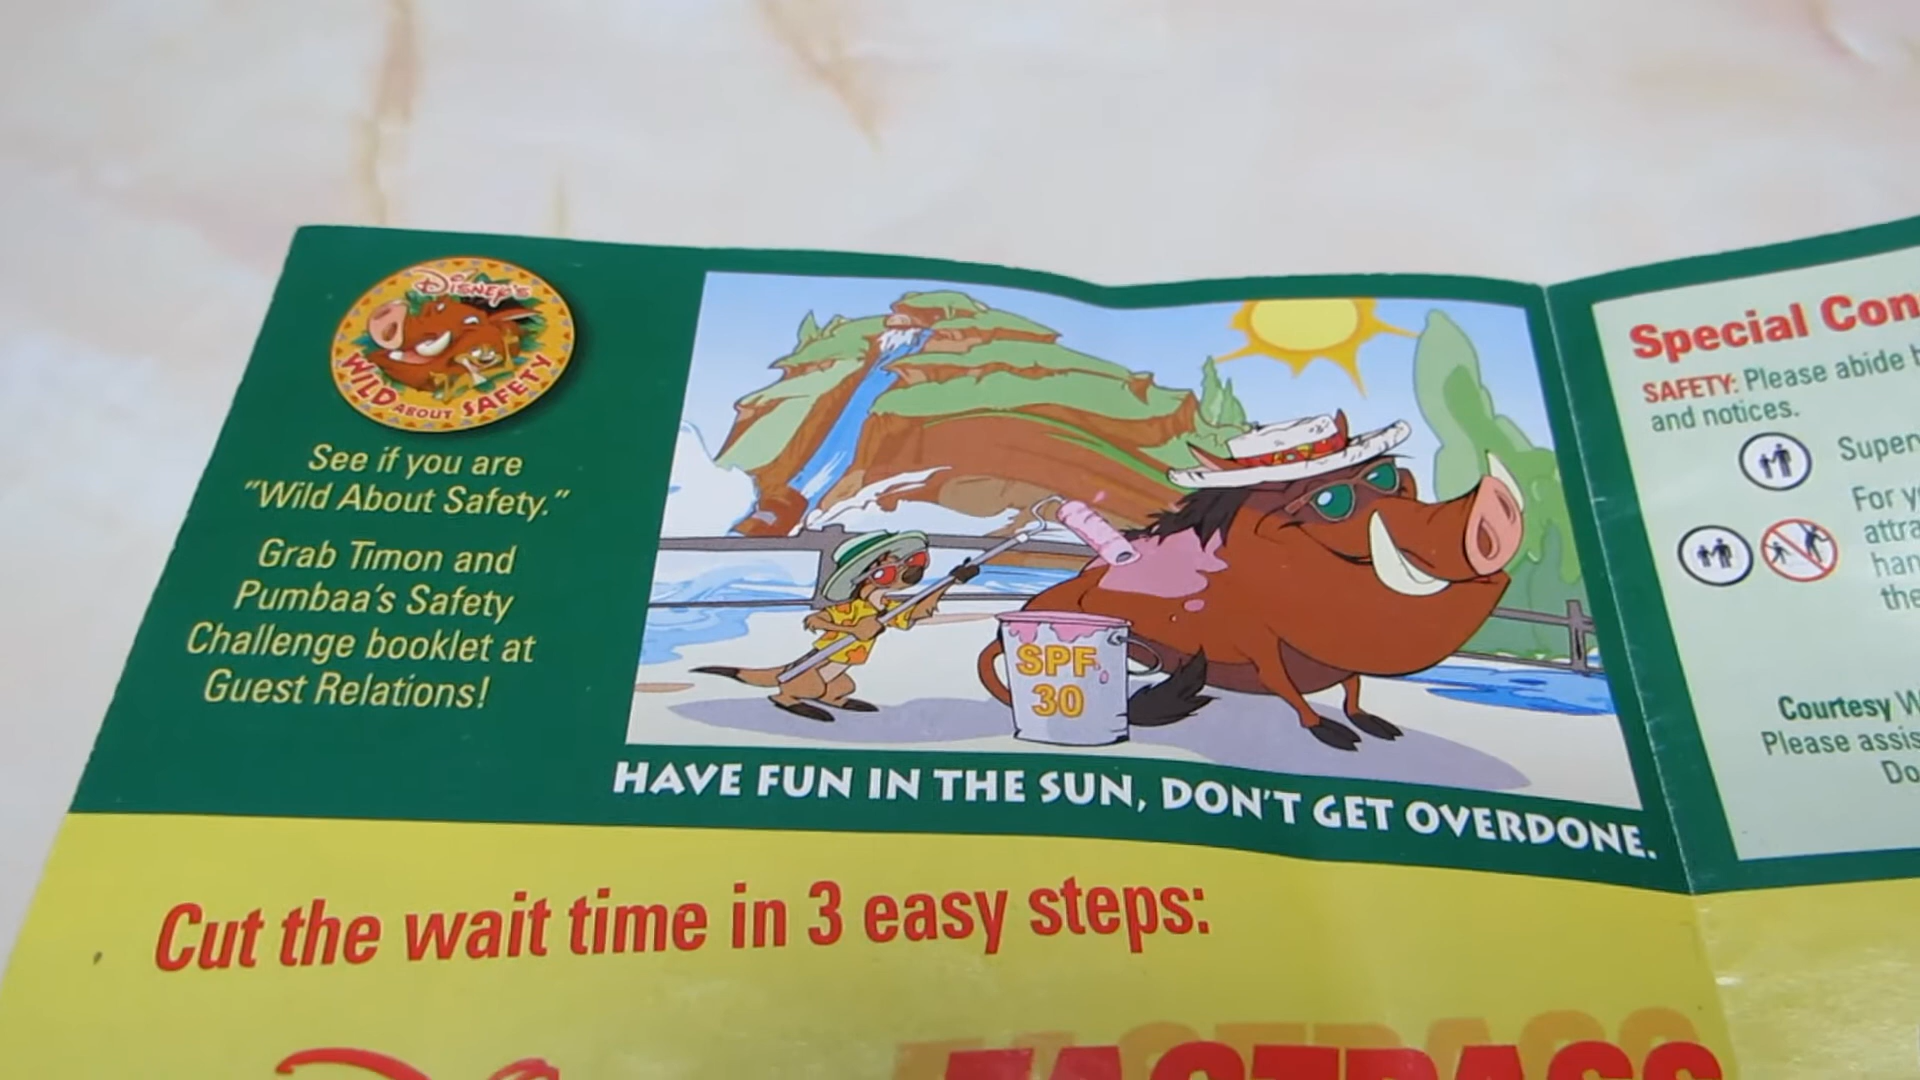 DISNEY'S
WILD ABOUT SAFETY
See if you are
"Wild About Safety."
Grab Timon and
Pumbaa's Safety
Challenge booklet at
Guest Relations!
SPF
30
HAVE FUN IN THE SUN, DON'T GET OVERDONE.
Cut the wait time in 3 easy steps:
FASTPASS
Special Con
SAFETY: Please abide b
and notices.
Super
For y
attra
han
the
Courtesy W
Please assis
Do